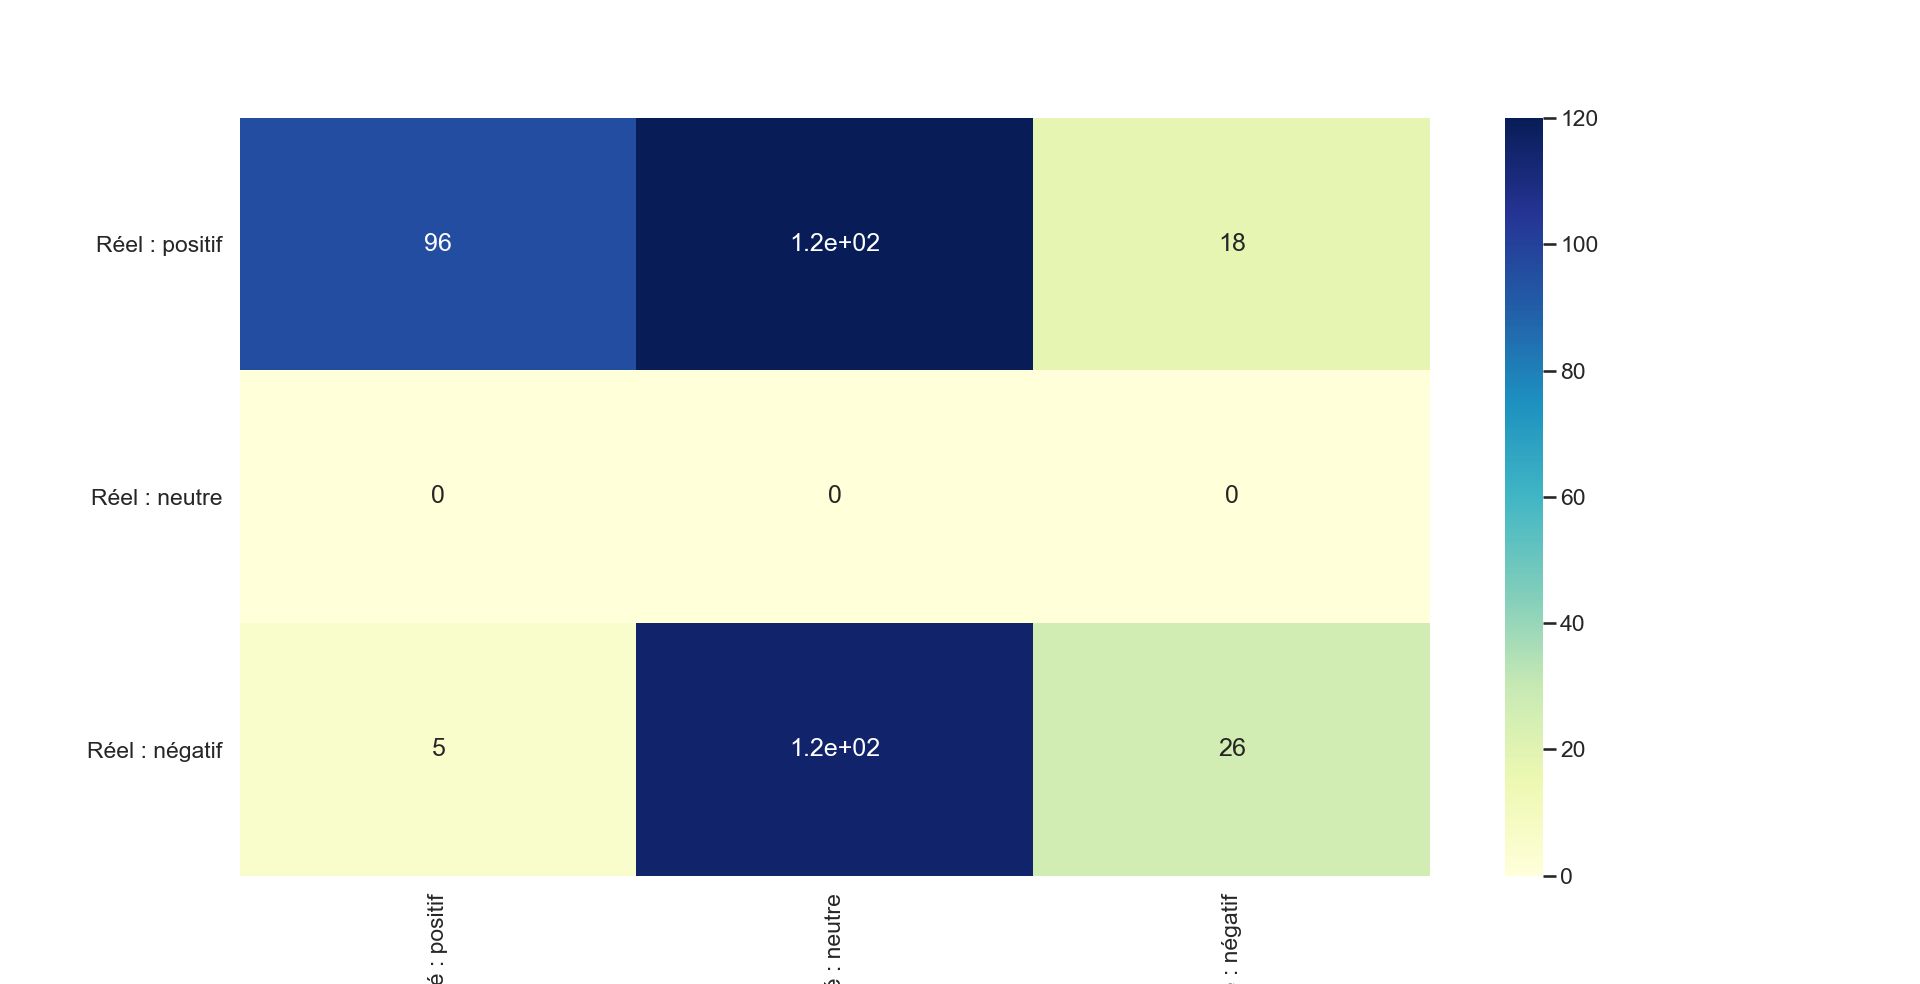 120
96
1.2e+02
18
Réel : positif
100
80
0
0
0
Réel : neutre
60
40
5
1.2e+02
26
Réel : négatif
20
0
é : positif
: neutre
: négatif